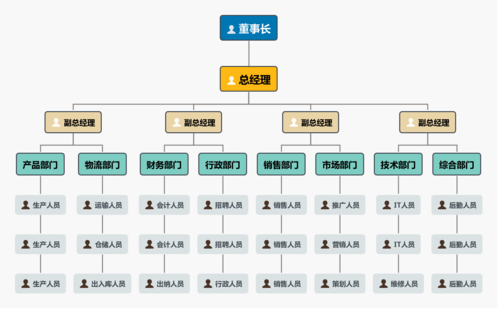 董事长
总经理
副总经理 副总经理 副总经理 副总经理
产品部门 物流部门 财务部门 行政部门 销售部门 市场部门 技术部门 综合部门
生产人员 运输人员 会计人员 招聘人员 销售人员 推广人员 IT人员 后勤人员
生产人员 仓储人员 会计人员 招聘人员 销售人员 营销人员 IT人员 后勤人员
生产人员 出入库人员 出纳人员 行政人员 销售人员 策划人员 维修人员 后勤人员